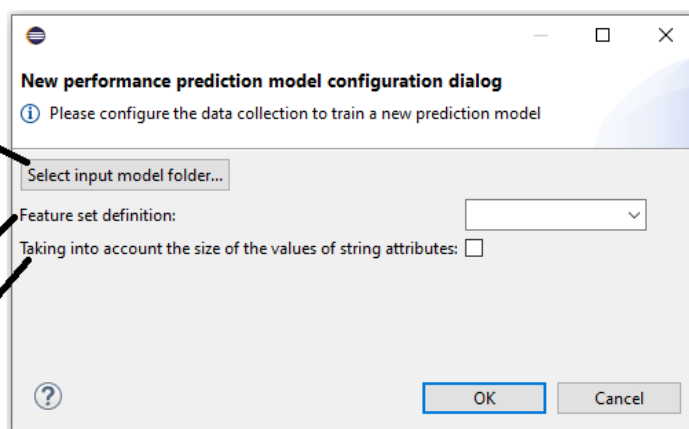 New performance prediction model configuration dialog
Please configure the data collection to train a new prediction model
Select input model folder...
Feature set definition:
Taking into account the size of the values of string attributes:
OK
Cancel